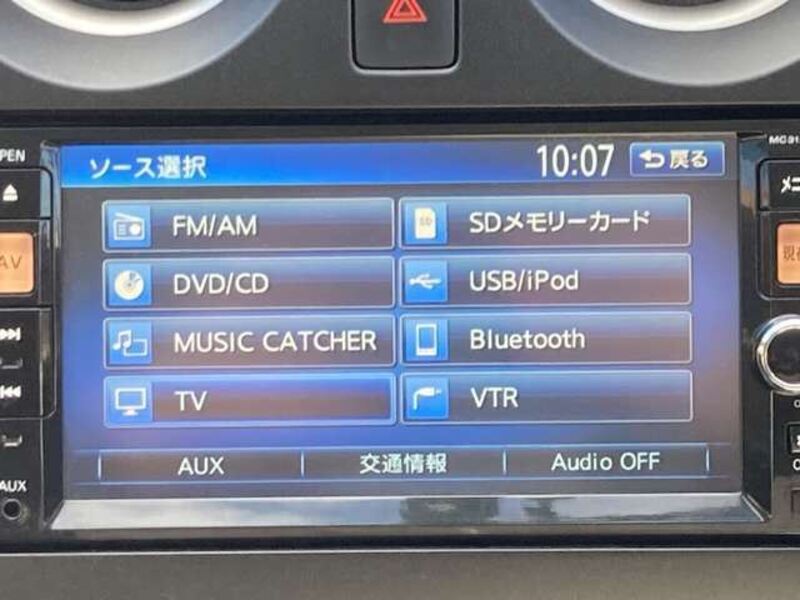 ソース選択 10:07 戻る
FM/AM SDメモリーカード
DVD/CD USB/iPod
MUSIC CATCHER Bluetooth
TV VTR
AUX 交通情報 Audio OFF
AV
AUX